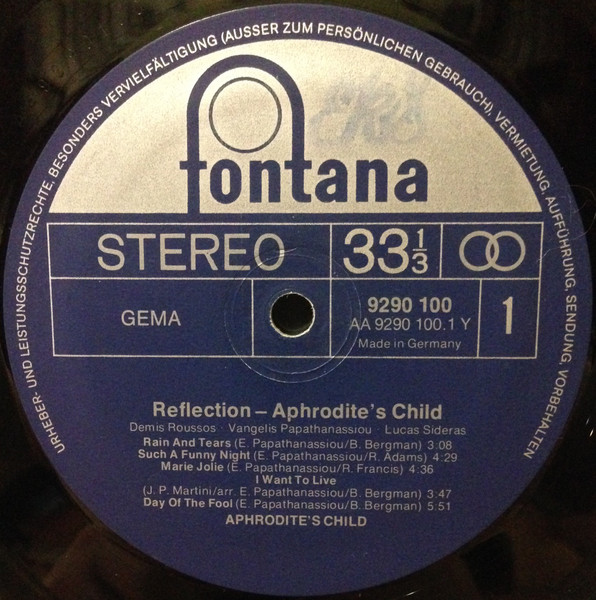 URHEBER- UND LEISTUNGSSCHUTZRECHTE, BESONDERS VERVIELFÄLTIGUNG (AUSSER ZUM PERSÖNLICHEN GEBRAUCH), VERMIETUNG, AUFFÜHRUNG, SENDUNG, VORBEHALTEN
fontana
STEREO 33 1/3
GEMA 9290 100 1
AA 9290 100.1 Y
Made in Germany
Reflection – Aphrodite's Child
Demis Roussos · Vangelis Papathanassiou · Lucas Sideras
Rain And Tears (E. Papathanassiou/B. Bergman) 3:08
Such A Funny Night (E. Papathanassiou/R. Adams) 4:29
Marie Jolie (E. Papathanassiou/R. Francis) 4:36
I Want To Live
(J. P. Martini/arr. E. Papathanassiou/B. Bergman) 3:47
Day Of The Fool (E. Papathanassiou/B. Bergman) 5:51
APHRODITE'S CHILD